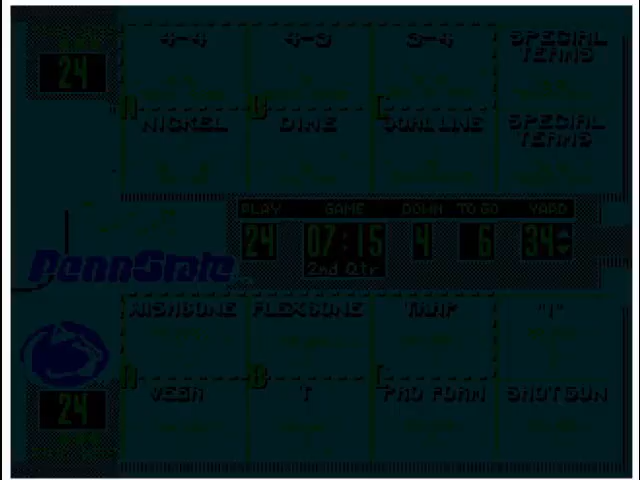 24
4-4 4-3 3-4 SPECIAL TEAMS
A B C
NICKEL DIME GOAL LINE SPECIAL TEAMS
PLAY GAME DOWN TO GO YARD
24 07:15 4 6 34
2nd Qtr
PennState
WISHBONE FLEXBONE TRAP "I"
A B C
VEER T PRO FORM SHOTGUN
24